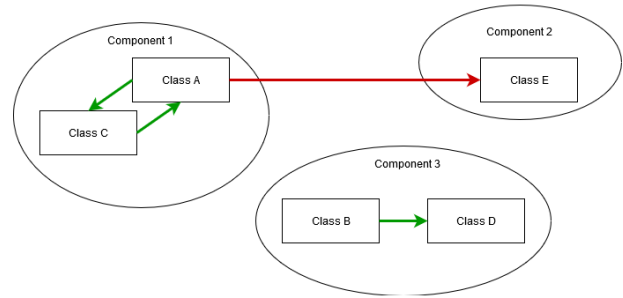 Component 1
Class A
Class C
Component 2
Class E
Component 3
Class B
Class D